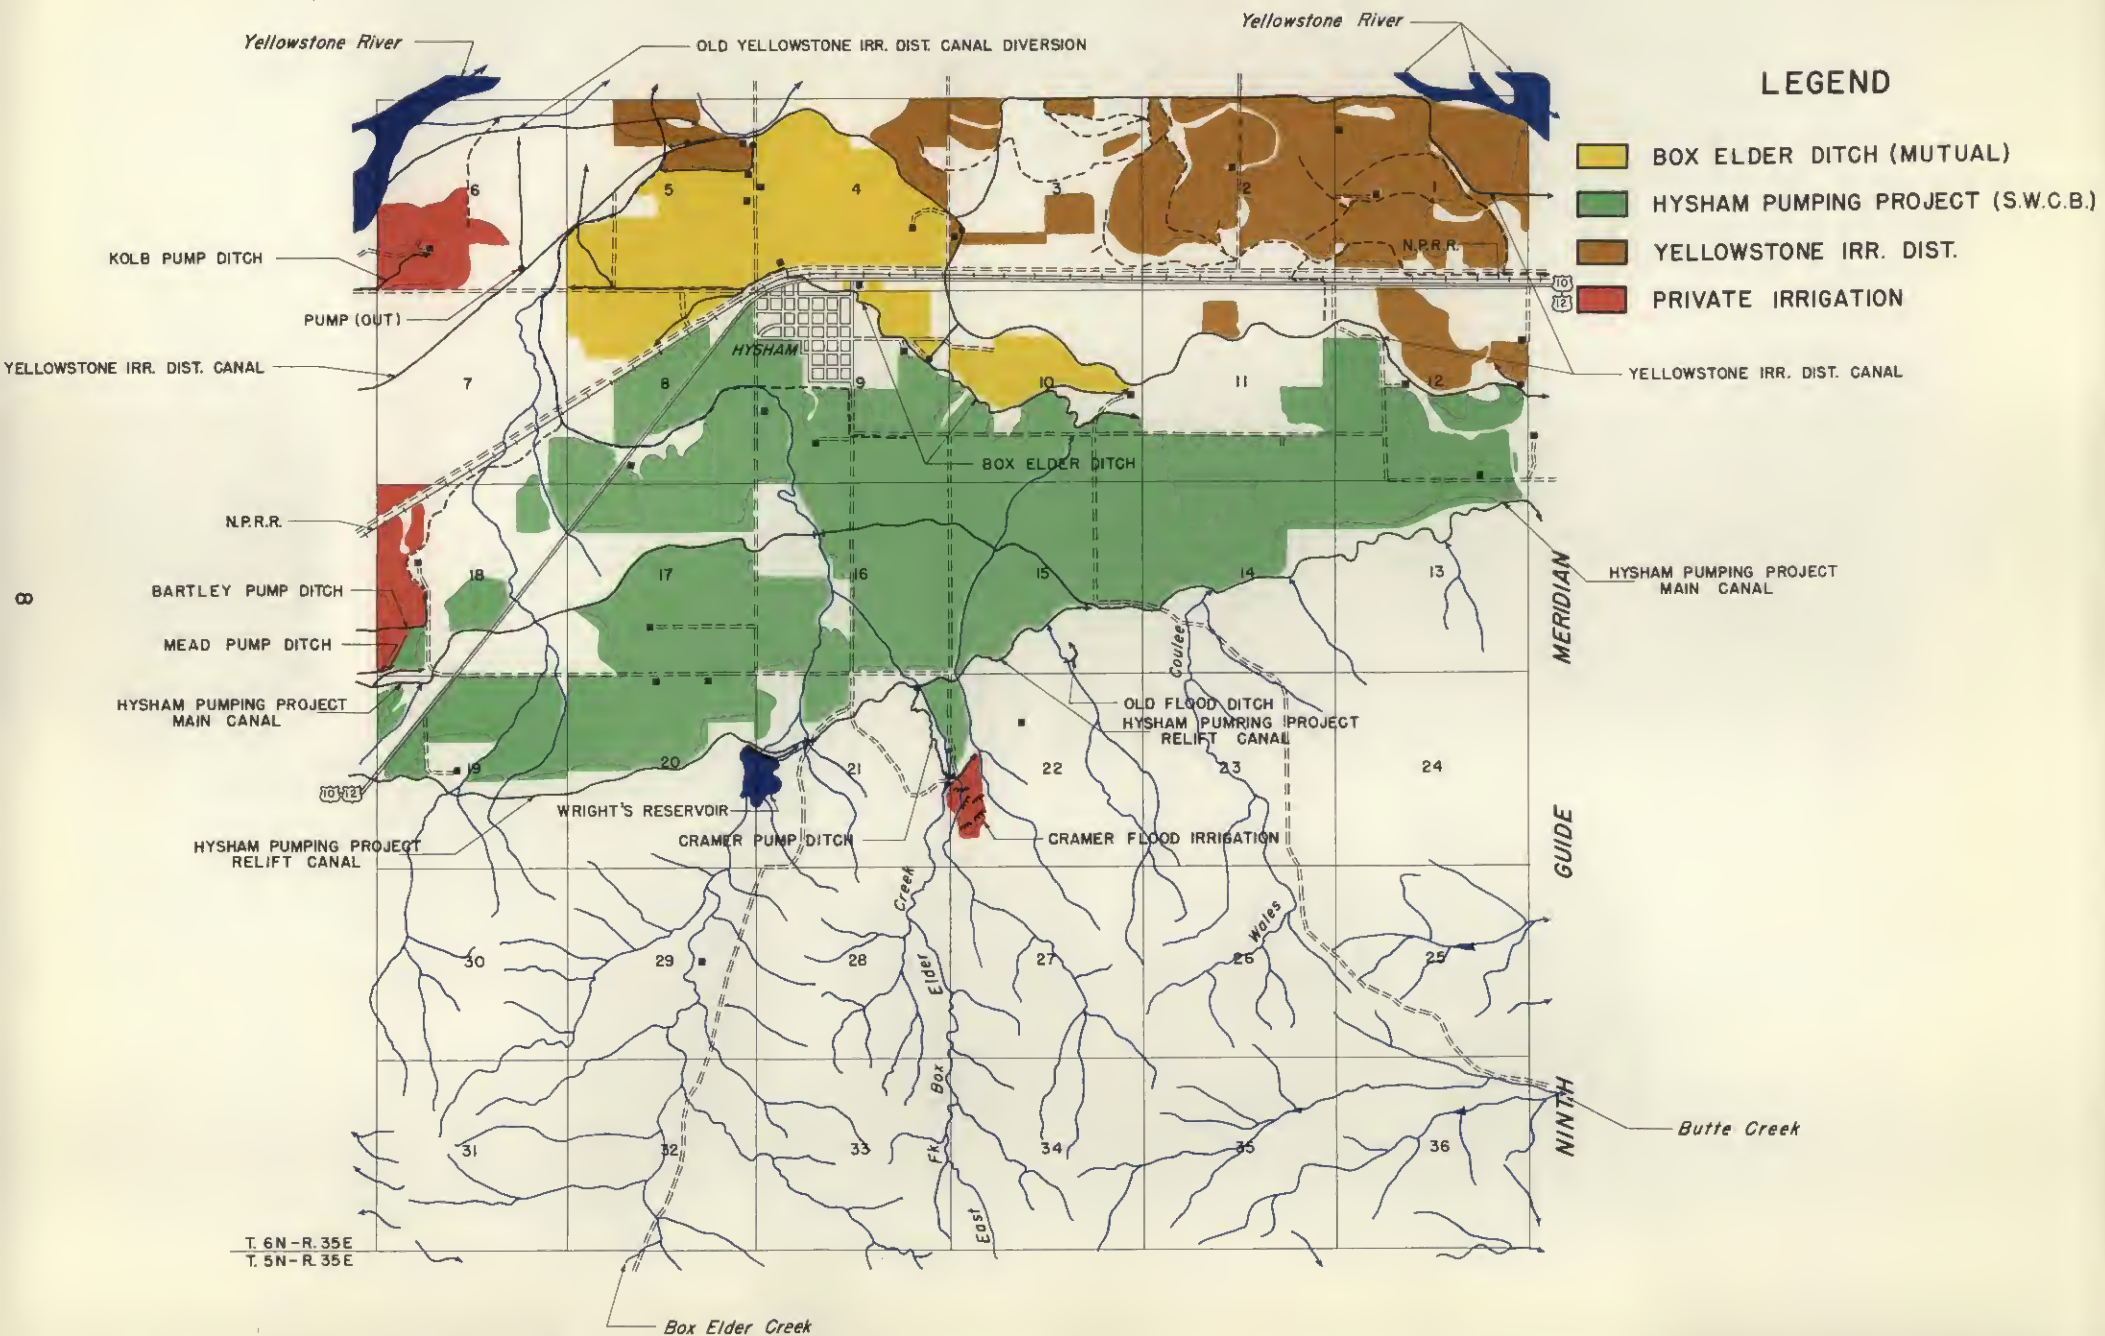 Yellowstone River
Yellowstone River
OLD YELLOWSTONE IRR. DIST. CANAL DIVERSION
LEGEND
BOX ELDER DITCH (MUTUAL)
HYSHAM PUMPING PROJECT (S.W.C.B.)
YELLOWSTONE IRR. DIST.
PRIVATE IRRIGATION
6
5
4
3
2
1
N.P.R.R.
KOLB PUMP DITCH
10
12
PUMP (OUT)
HYSHAM
YELLOWSTONE IRR. DIST. CANAL
YELLOWSTONE IRR. DIST. CANAL
7
8
9
10
11
12
BOX ELDER DITCH
N.P.R.R.
18
17
16
15
14
13
HYSHAM PUMPING PROJECT
MAIN CANAL
BARTLEY PUMP DITCH
8
MERIDIAN
MEAD PUMP DITCH
Coulee
HYSHAM PUMPING PROJECT
MAIN CANAL
OLD FLOOD DITCH
HYSHAM PUMPING PROJECT
RELIFT CANAL
19
20
21
22
23
24
10 12
WRIGHT'S RESERVOIR
CRAMER PUMP DITCH
CRAMER FLOOD IRRIGATION
HYSHAM PUMPING PROJECT
RELIFT CANAL
GUIDE
Creek
Wales
30
29
28
Elder
27
26
25
Box
NINTH
Butte Creek
31
32
33
Fk.
34
35
36
East
T. 6N-R. 35E
T. 5N-R. 35E
Box Elder Creek